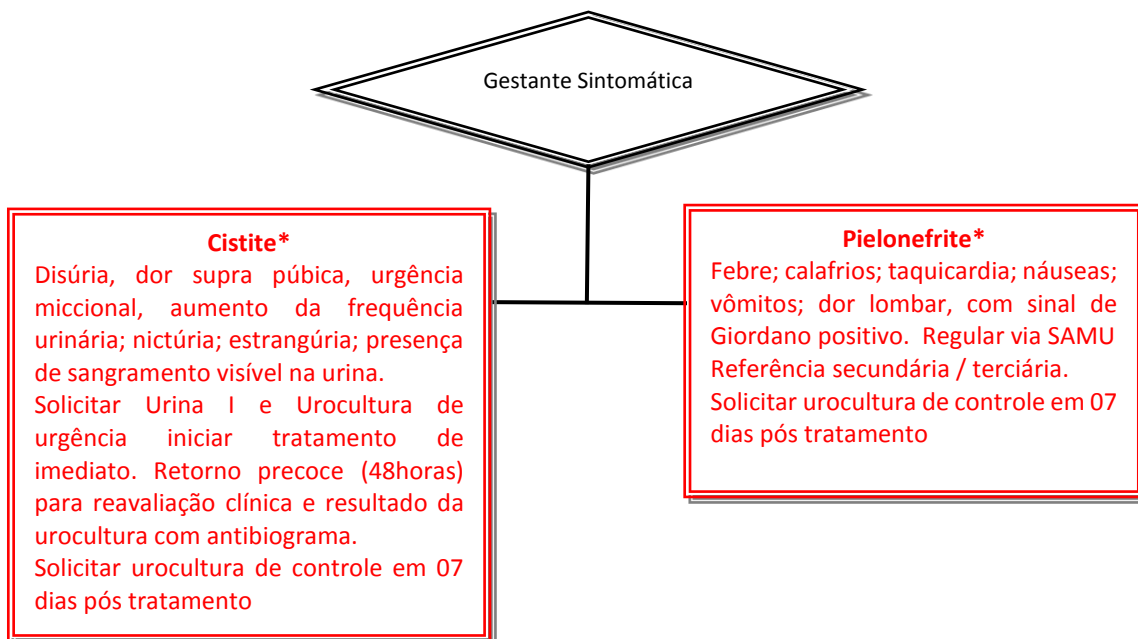 Gestante Sintomática
Cistite*
Disúria, dor supra púbica, urgência
miccional, aumento da frequência
urinária; nictúria; estrangúria; presença
de sangramento visível na urina.
Solicitar Urina I e Urocultura de
urgência iniciar tratamento de
imediato. Retorno precoce (48horas)
para reavaliação clínica e resultado da
urocultura com antibiograma.
Solicitar urocultura de controle em 07
dias pós tratamento
Pielonefrite*
Febre; calafrios; taquicardia; náuseas;
vômitos; dor lombar, com sinal de
Giordano positivo. Regular via SAMU
Referência secundária / terciária.
Solicitar urocultura de controle em 07
dias pós tratamento